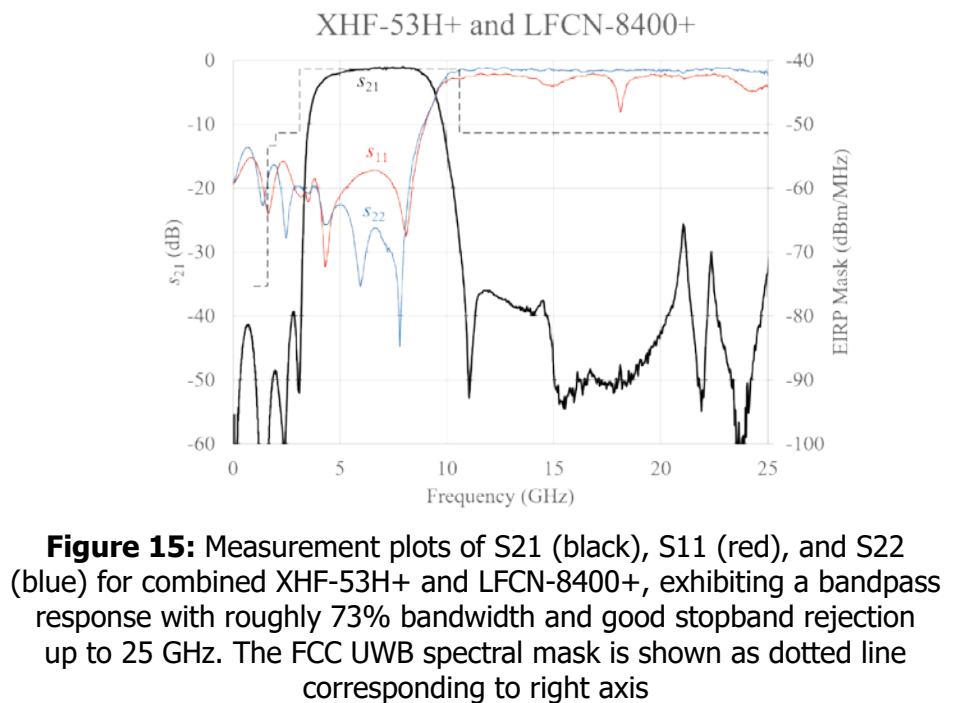 XHF-53H+ and LFCN-8400+
0
-10
-20
-30
-40
-50
-60
s21 (dB)
-40
-50
-60
-70
-80
-90
-100
EIRP Mask (dBm/MHz)
s21
s11
s22
0 5 10 15 20 25
Frequency (GHz)
Figure 15: Measurement plots of S21 (black), S11 (red), and S22
(blue) for combined XHF-53H+ and LFCN-8400+, exhibiting a bandpass
response with roughly 73% bandwidth and good stopband rejection
up to 25 GHz. The FCC UWB spectral mask is shown as dotted line
corresponding to right axis